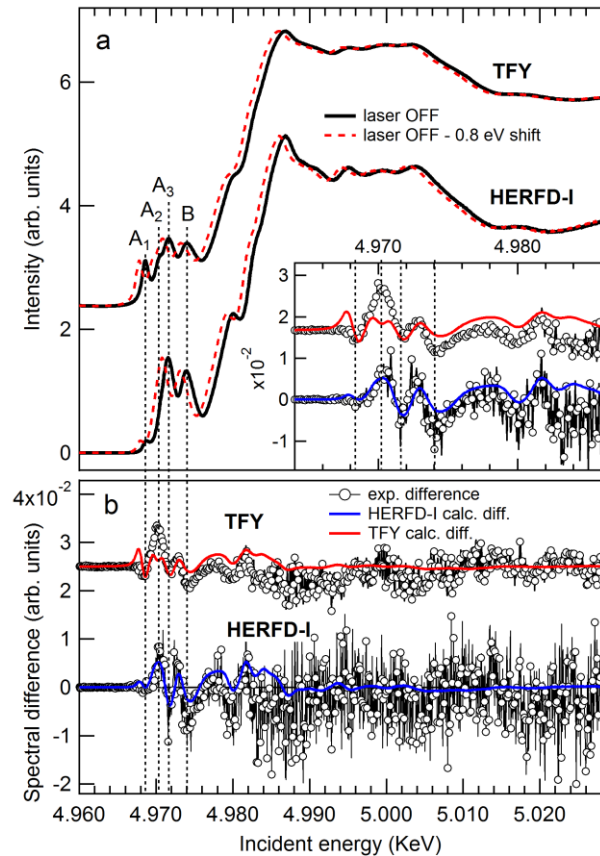 a
6
4
2
0
Intensity (arb. units)
TFY
laser OFF
laser OFF - 0.8 eV shift
HERFD-I
A1
A2
A3
B
4.970 4.980
3
2
1
0
-1
x10-2
b
4x10-2
3
2
1
0
-1
-2
Spectral difference (arb. units)
TFY
exp. difference
HERFD-I calc. diff.
TFY calc. diff.
HERFD-I
4.960 4.970 4.980 4.990 5.000 5.010 5.020
Incident energy (KeV)